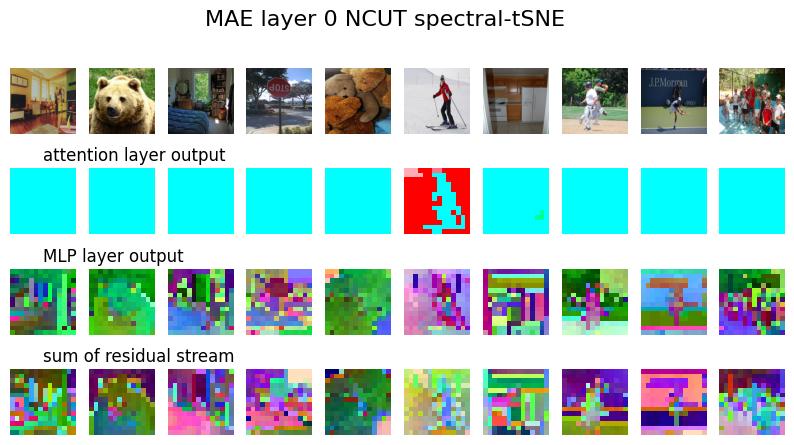 MAE layer 0 NCUT spectral-tSNE
STOP
J.P.Morgan
attention layer output
MLP layer output
sum of residual stream